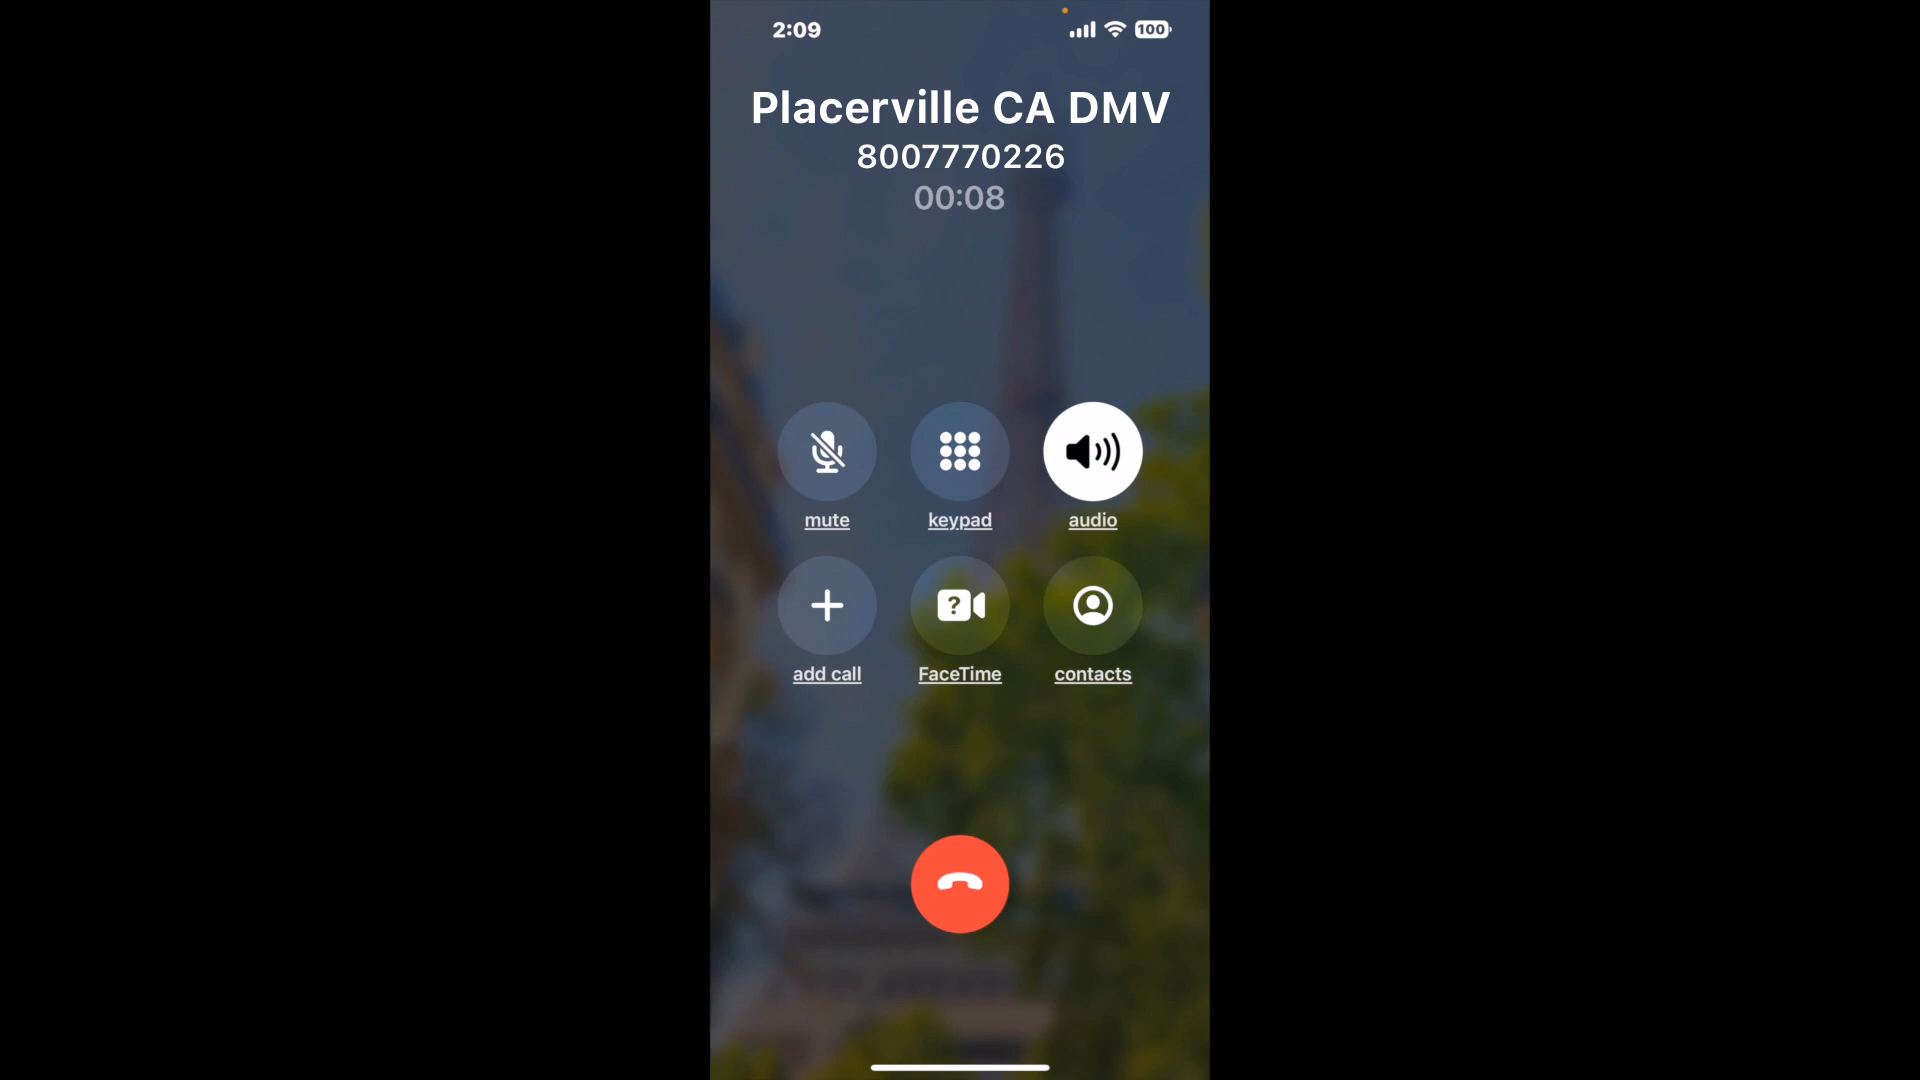 2:09
100
Placerville CA DMV
8007770226
00:08
mute
keypad
audio
?
add call
FaceTime
contacts